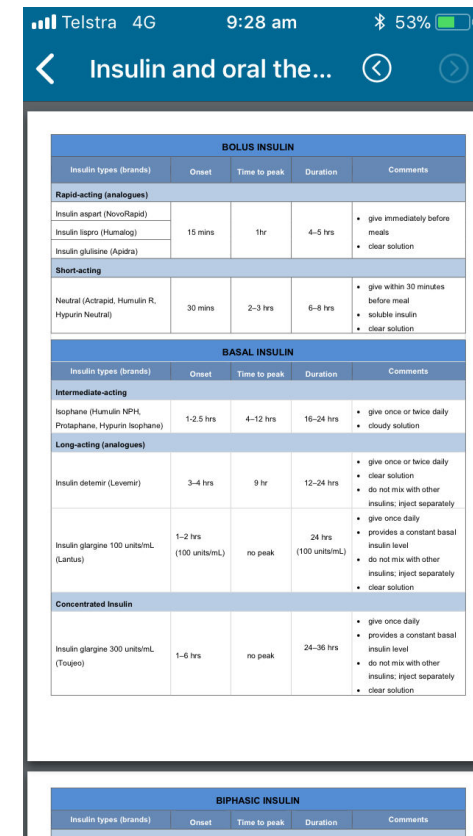 Telstra 4G 9:28 am 53%
Insulin and oral the...
BOLUS INSULIN
Insulin types (brands) Onset Time to peak Duration Comments
Rapid-acting (analogues)
Insulin aspart (NovoRapid)
Insulin lispro (Humalog)
Insulin glulisine (Apidra)
15 mins 1hr 4–5 hrs
• give immediately before
meals
• clear solution
Short-acting
Neutral (Actrapid, Humulin R,
Hypurin Neutral)
30 mins 2–3 hrs 6–8 hrs
• give within 30 minutes
before meal
• soluble insulin
• clear solution
BASAL INSULIN
Insulin types (brands) Onset Time to peak Duration Comments
Intermediate-acting
Isophane (Humulin NPH,
Protaphane, Hypurin Isophane)
1-2.5 hrs 4–12 hrs 16–24 hrs
• give once or twice daily
• cloudy solution
Long-acting (analogues)
Insulin detemir (Levemir) 3–4 hrs 9 hr 12–24 hrs
• give once or twice daily
• clear solution
• do not mix with other
insulins; inject separately
Insulin glargine 100 units/mL
(Lantus)
1–2 hrs
(100 units/mL)
no peak
24 hrs
(100 units/mL)
• give once daily
• provides a constant basal
insulin level
• do not mix with other
insulins; inject separately
• clear solution
Concentrated Insulin
Insulin glargine 300 units/mL
(Toujeo)
1–6 hrs no peak 24–36 hrs
• give once daily
• provides a constant basal
insulin level
• do not mix with other
insulins; inject separately
• clear solution
BIPHASIC INSULIN
Insulin types (brands) Onset Time to peak Duration Comments